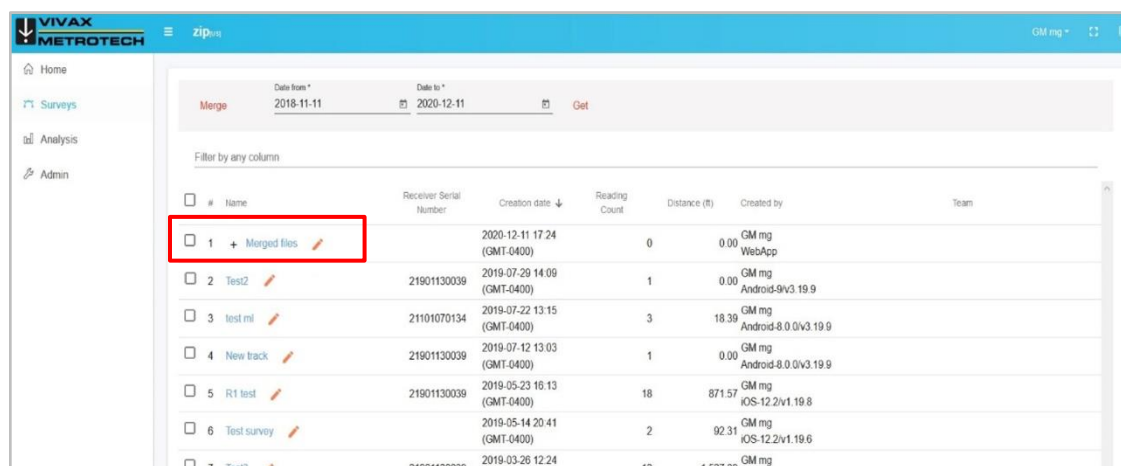 VIVAX
METROTECH
zip
GM mg
Home
Surveys
Analysis
Admin
Merge
Date from *
2018-11-11
Date to *
2020-12-11
Get
Filter by any column
# Name Receiver Serial Number Creation date ↓ Reading Count Distance (ft) Created by Team
1 + Merged files 2020-12-11 17:24 (GMT-0400) 0 0.00 GM mg WebApp
2 Test2 21901130039 2019-07-29 14:09 (GMT-0400) 1 0.00 GM mg Android-9/v3.19.9
3 test ml 21101070134 2019-07-22 13:15 (GMT-0400) 3 18.39 GM mg Android-8.0.0/v3.19.9
4 New track 21901130039 2019-07-12 13:03 (GMT-0400) 1 0.00 GM mg Android-8.0.0/v3.19.9
5 R1 test 21901130039 2019-05-23 16:13 (GMT-0400) 18 871.57 GM mg iOS-12.2/v1.19.8
6 Test survey 2019-05-14 20:41 (GMT-0400) 2 92.31 GM mg iOS-12.2/v1.19.6
2019-03-26 12:24 GM mg